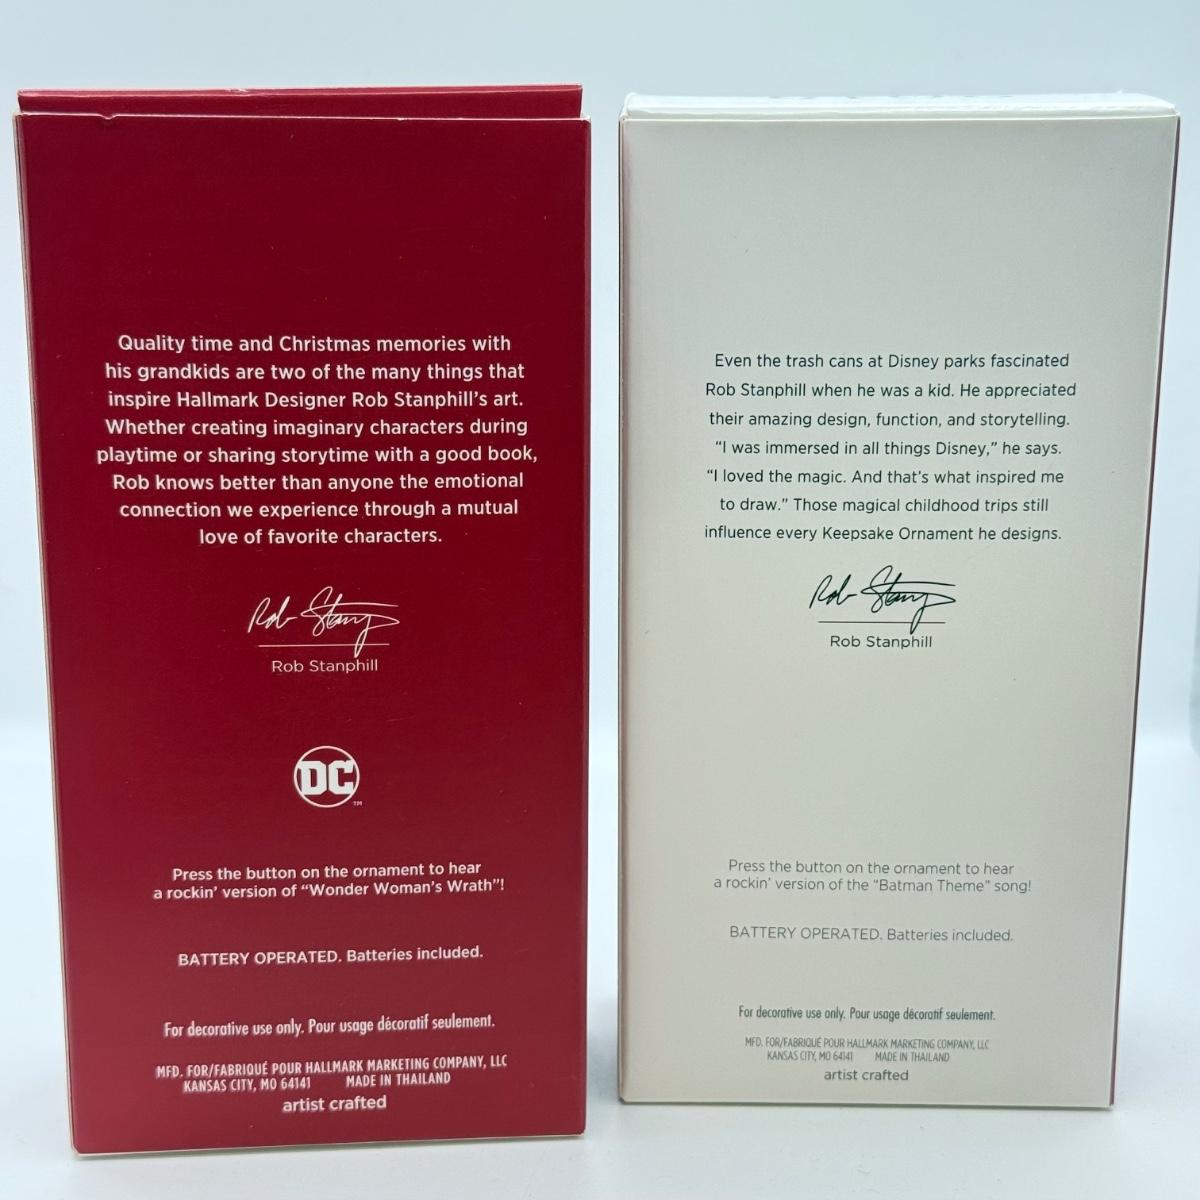 Quality time and Christmas memories with
his grandkids are two of the many things that
inspire Hallmark Designer Rob Stanphill's art.
Whether creating imaginary characters during
playtime or sharing storytime with a good book,
Rob knows better than anyone the emotional
connection we experience through a mutual
love of favorite characters.
Rob Stanphill
DC™
Press the button on the ornament to hear
a rockin' version of “Wonder Woman's Wrath”!
BATTERY OPERATED. Batteries included.
For decorative use only. Pour usage décoratif seulement.
MFD. FOR/FABRIQUÉ POUR HALLMARK MARKETING COMPANY, LLC
KANSAS CITY, MO 64141 MADE IN THAILAND
artist crafted
Even the trash cans at Disney parks fascinated
Rob Stanphill when he was a kid. He appreciated
their amazing design, function, and storytelling.
“I was immersed in all things Disney,” he says.
“I loved the magic. And that's what inspired me
to draw.” Those magical childhood trips still
influence every Keepsake Ornament he designs.
Rob Stanphill
Press the button on the ornament to hear
a rockin' version of the “Batman Theme” song!
BATTERY OPERATED. Batteries included.
For decorative use only. Pour usage décoratif seulement.
MFD. FOR/FABRIQUÉ POUR HALLMARK MARKETING COMPANY, LLC
KANSAS CITY, MO 64141 MADE IN THAILAND
artist crafted